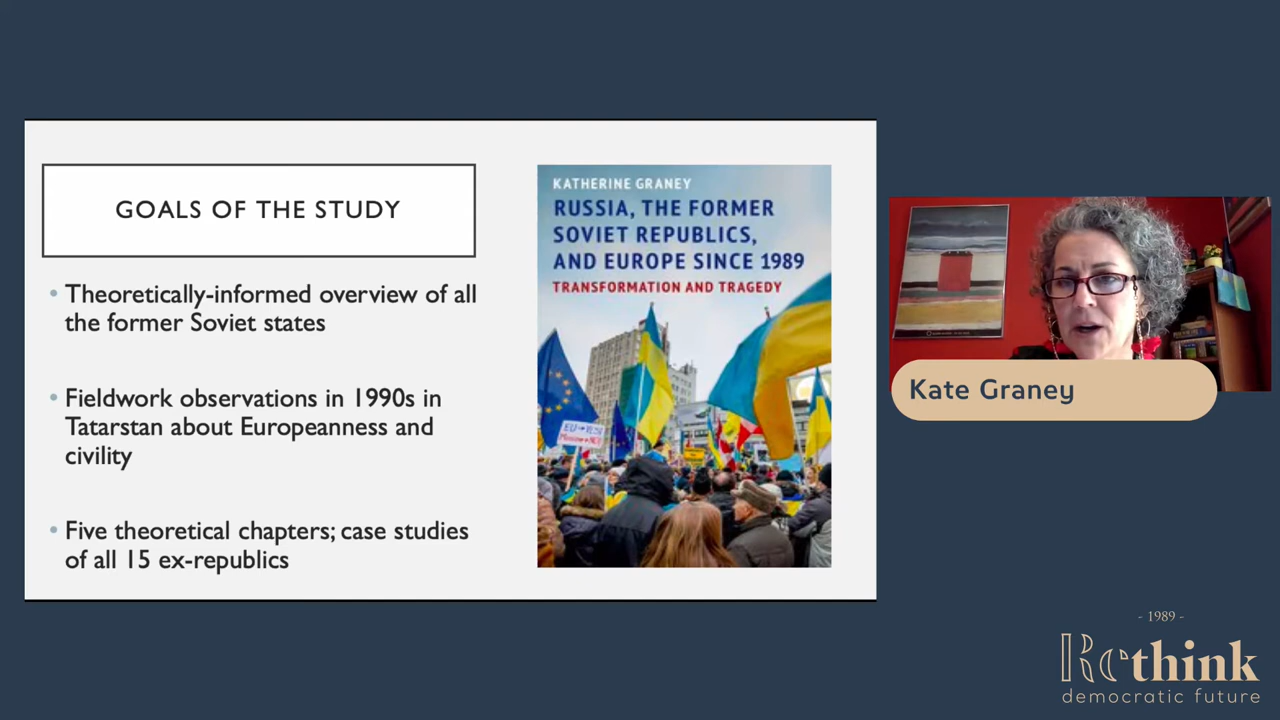 GOALS OF THE STUDY
• Theoretically-informed overview of all
the former Soviet states
• Fieldwork observations in 1990s in
Tatarstan about Europeanness and
civility
• Five theoretical chapters; case studies
of all 15 ex-republics
KATHERINE GRANEY
RUSSIA, THE FORMER
SOVIET REPUBLICS,
AND EUROPE SINCE 1989
TRANSFORMATION AND TRAGEDY
EU → YES!
Kate Graney
- 1989 -
Rethink
democratic future